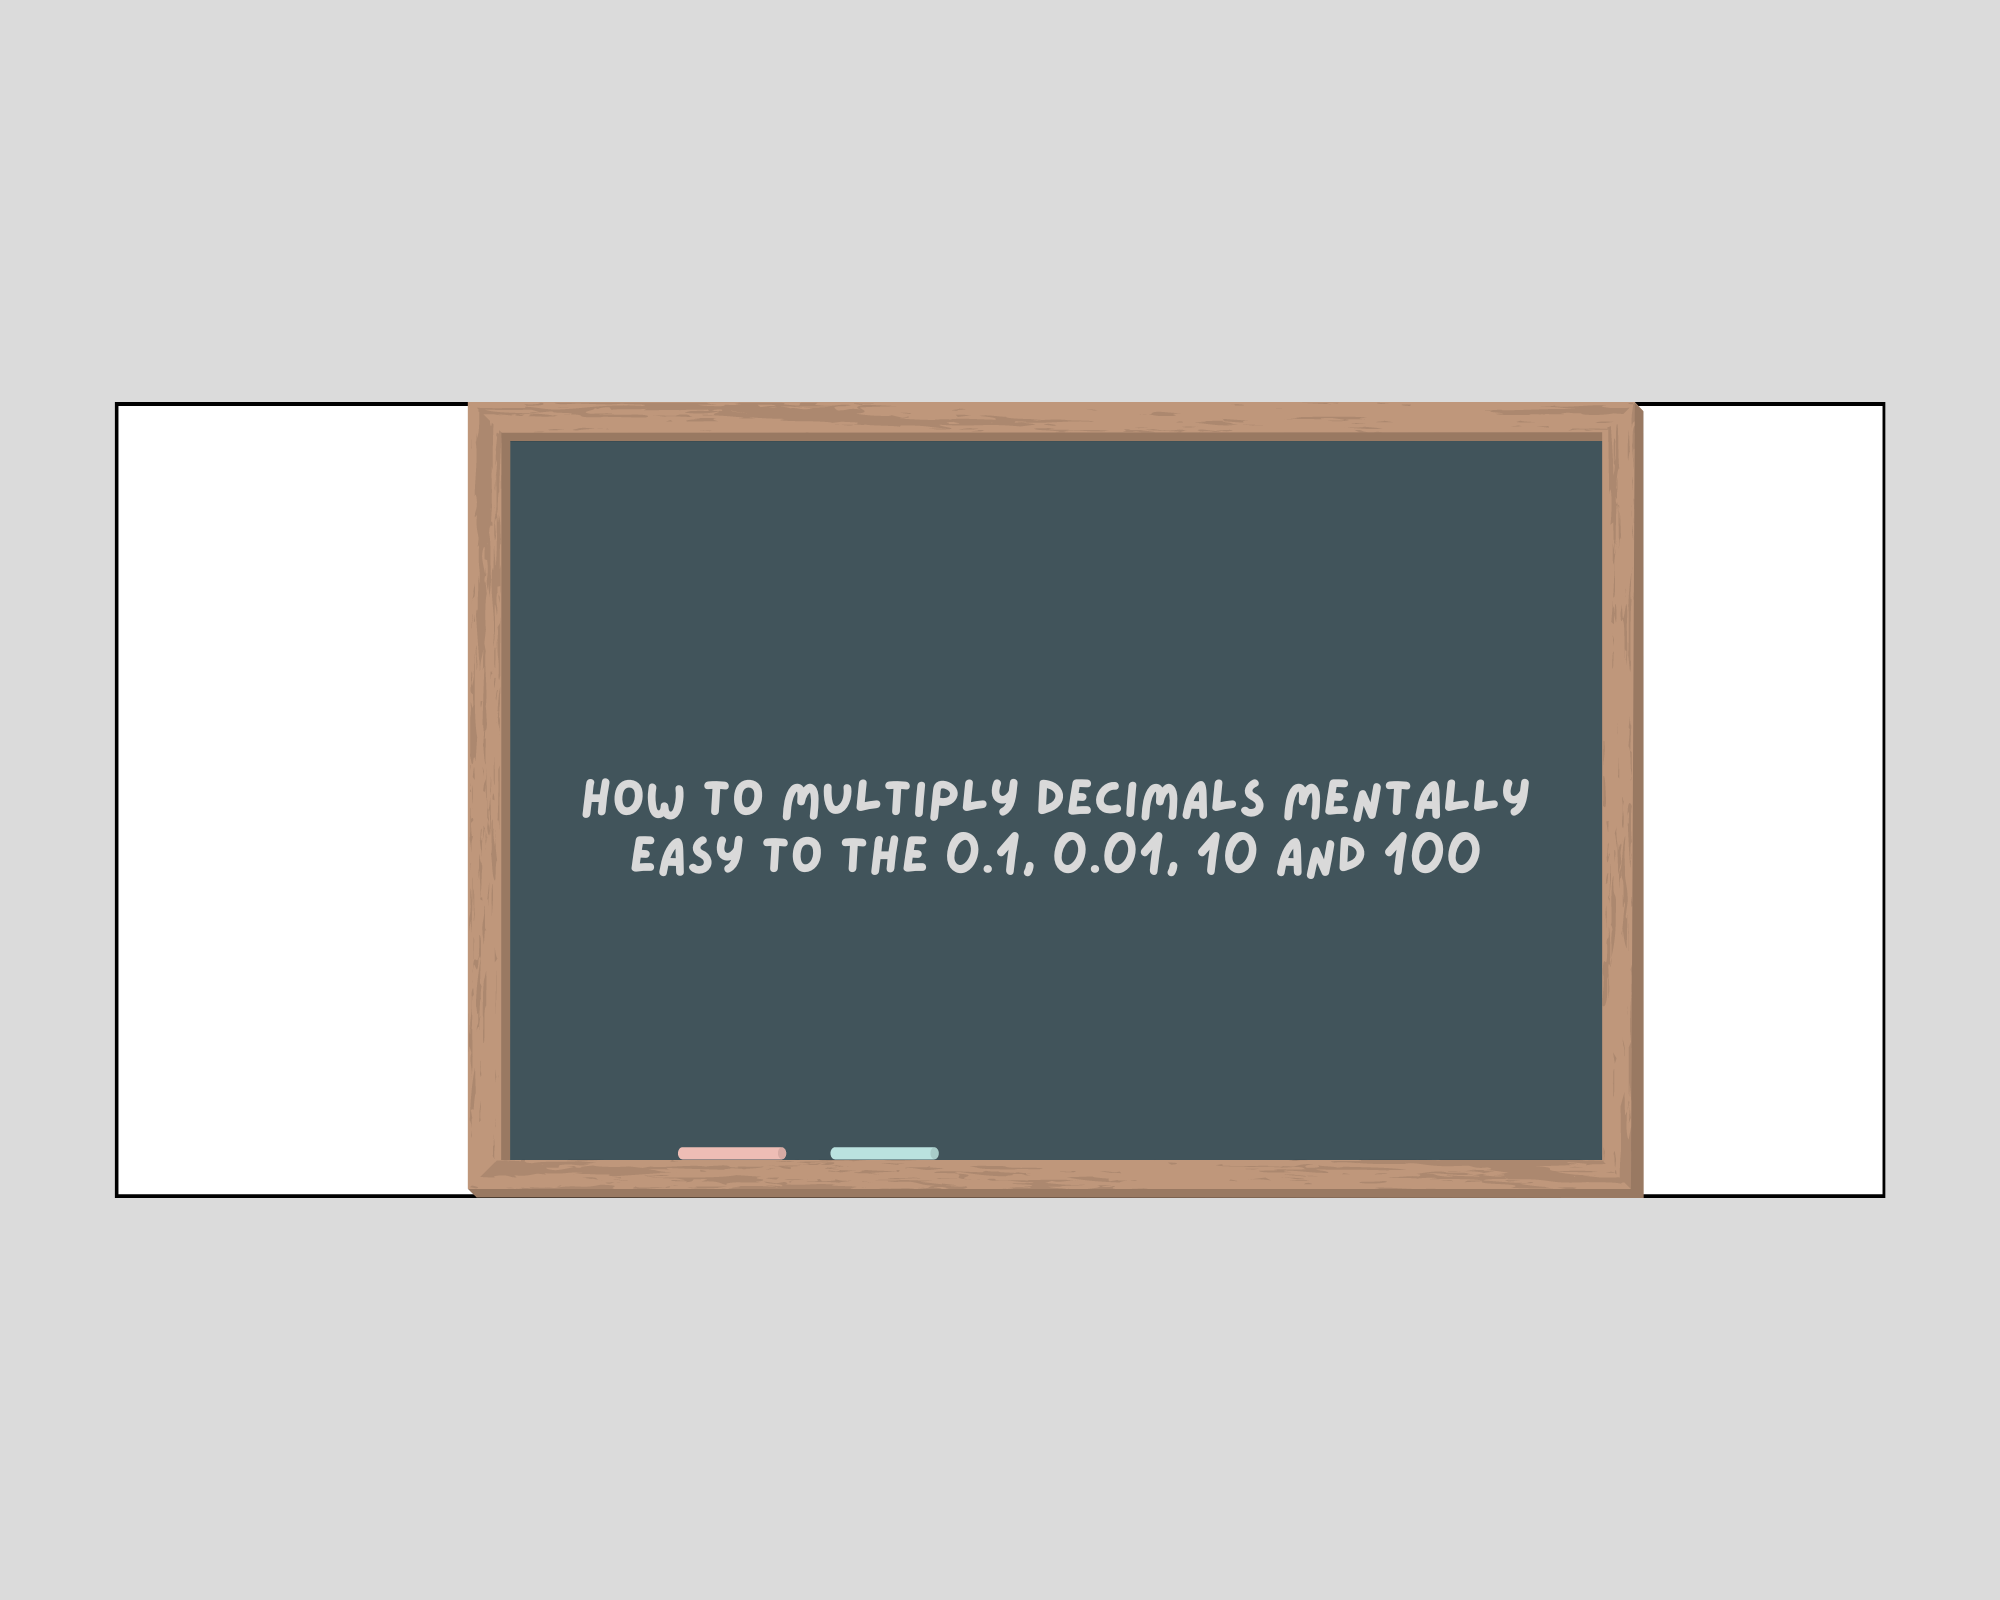 HOW TO MULTIPLY DECIMALS MENTALLY
EASY TO THE 0.1, 0.01, 10 AND 100